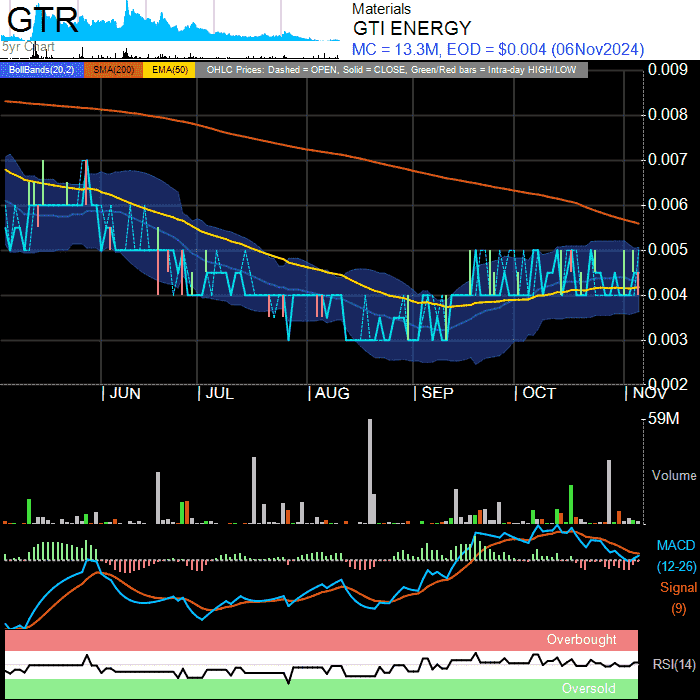 GTR
5yr Chart
Materials
GTI ENERGY
MC = 13.3M, EOD = $0.004 (06Nov2024)
BollBands(20,2) SMA(200) EMA(50) OHLC Prices: Dashed = OPEN, Solid = CLOSE, Green/Red bars = Intra-day HIGH/LOW
0.009
0.008
0.007
0.006
0.005
0.004
0.003
0.002
JUN JUL AUG SEP OCT NOV
59M
Volume
MACD
(12-26)
Signal
(9)
Overbought
RSI(14)
Oversold